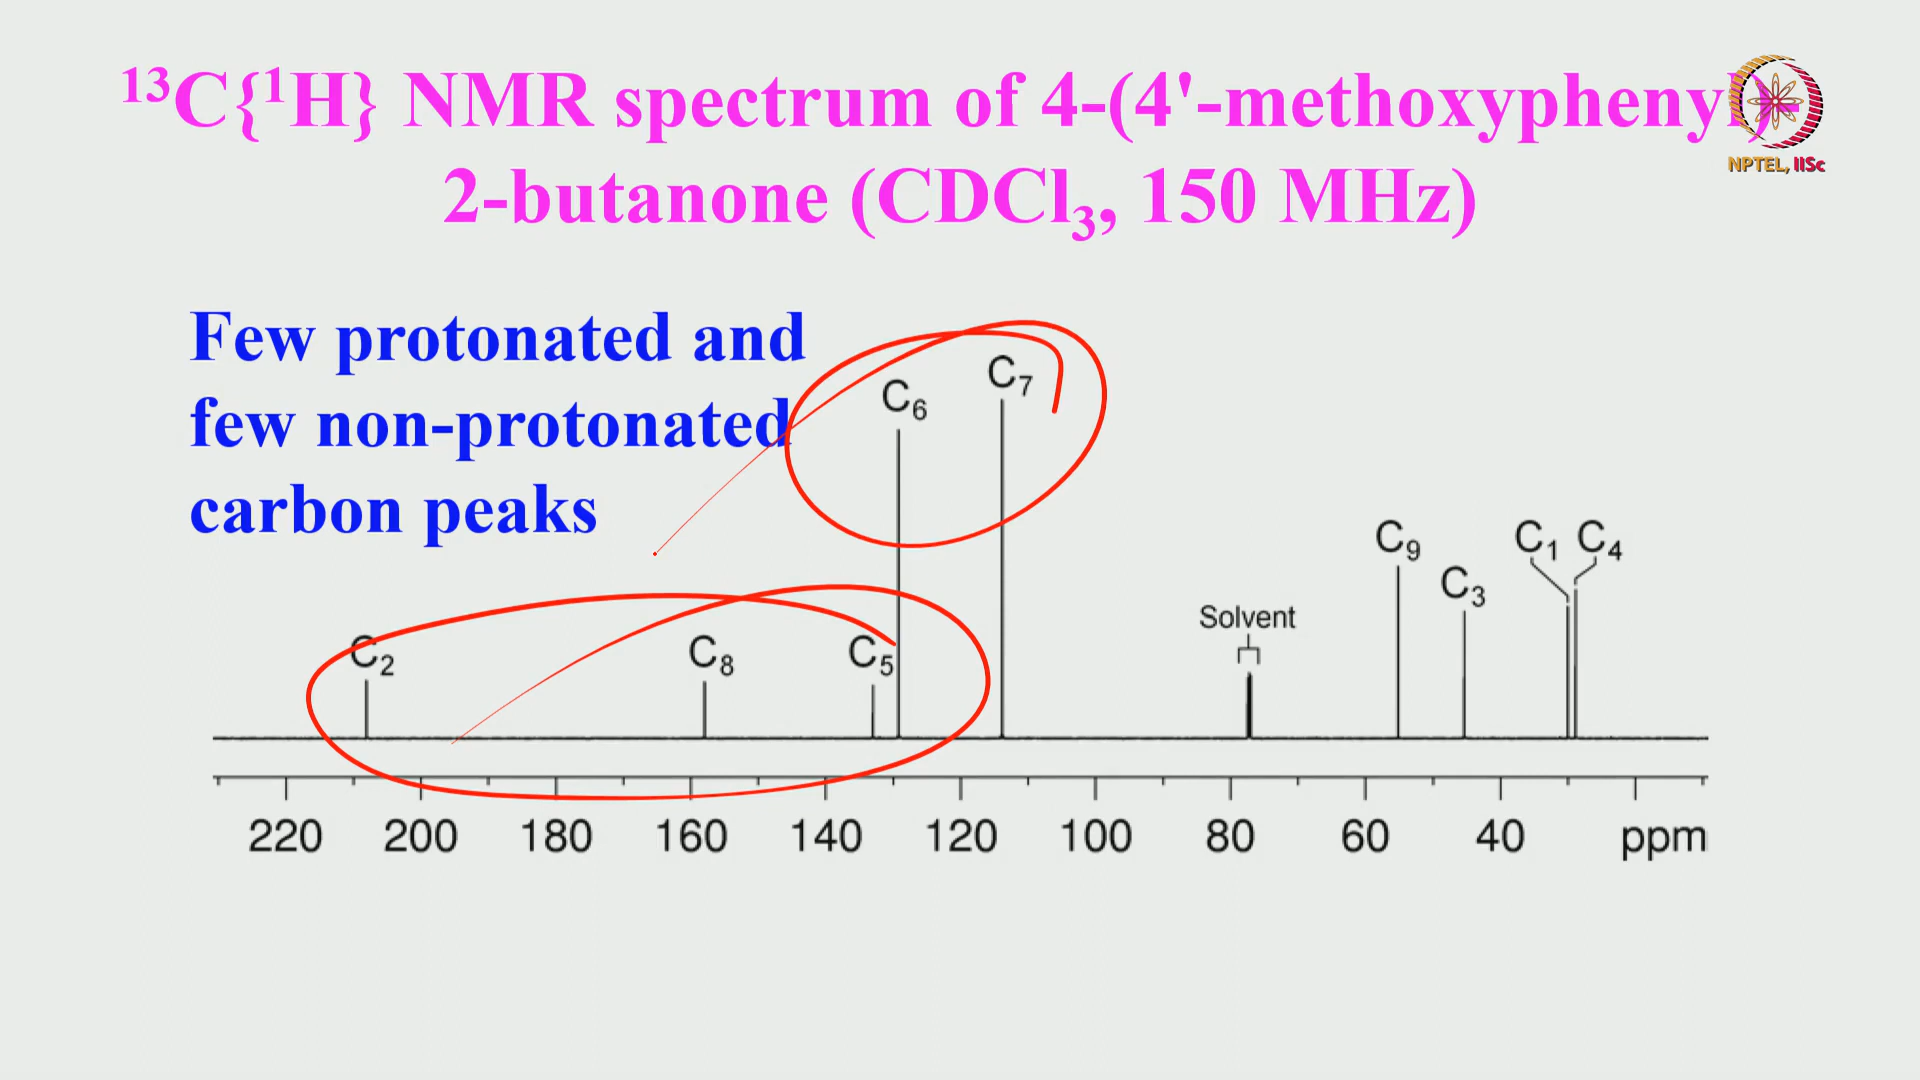 ¹³C{¹H} NMR spectrum of 4-(4'-methoxyphenyl)-
2-butanone (CDCl₃, 150 MHz)
NPTEL, IISc
Few protonated and
few non-protonated
carbon peaks
C₇
C₆
C₉ C₁ C₄
C₃
Solvent
C₂ C₈ C₅
220 200 180 160 140 120 100 80 60 40 ppm